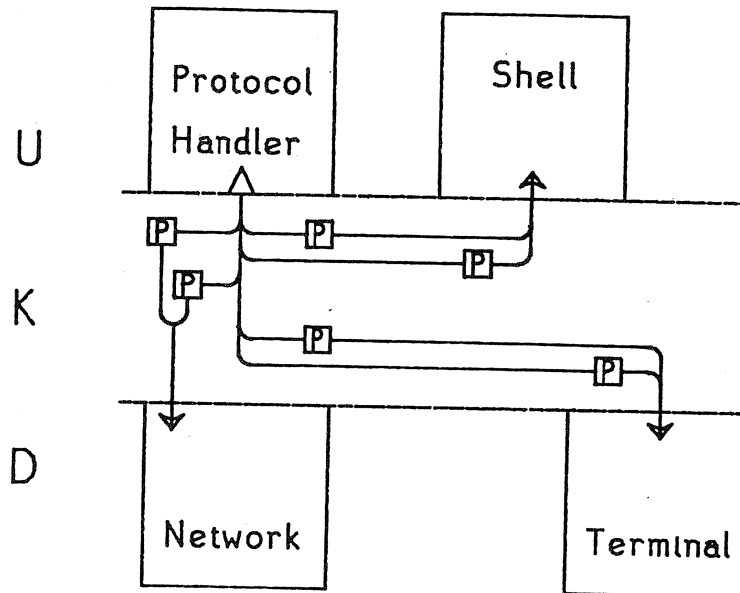 Protocol
Handler
Shell
U
P
P
P
P
K
P
P
D
Network
Terminal